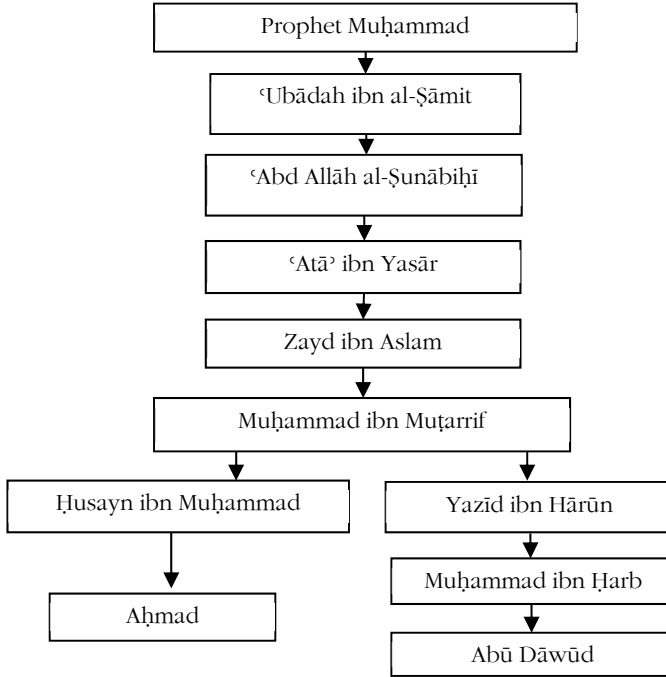 Prophet Muḥammad
ʿUbādah ibn al-Ṣāmit
ʿAbd Allāh al-Ṣunābiḥī
ʿAtāʾ ibn Yasār
Zayd ibn Aslam
Muḥammad ibn Muṭarrif
Ḥusayn ibn Muḥammad
Yazīd ibn Hārūn
Muḥammad ibn Ḥarb
Aḥmad
Abū Dāwūd